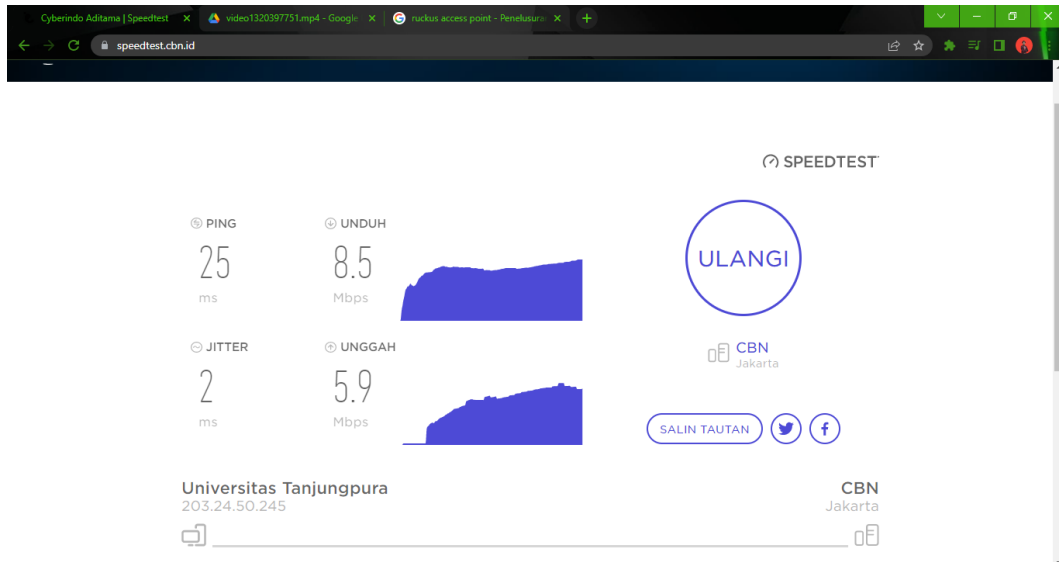 Cyberindo Aditama | Speedtest
video1320397751.mp4 - Google
ruckus access point - Penelusura
speedtest.cbn.id
SPEEDTEST
PING
25
ms
UNDUH
8.5
Mbps
ULANGI
JITTER
2
ms
UNGGAH
5.9
Mbps
CBN
Jakarta
SALIN TAUTAN
Universitas Tanjungpura
203.24.50.245
CBN
Jakarta